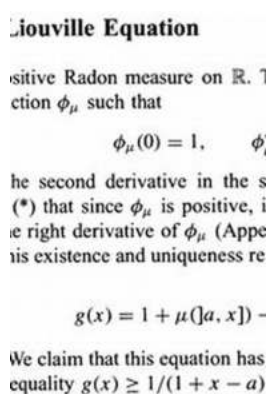 Liouville Equation
sitive Radon measure on ℝ.
ction ϕ_μ such that
ϕ_μ(0) = 1,
he second derivative in the s
(*) that since ϕ_μ is positive, i
e right derivative of ϕ_μ (Appe
is existence and uniqueness re
g(x) = 1 + μ(]a, x]) −
We claim that this equation has
equality g(x) ≥ 1/(1 + x − a)